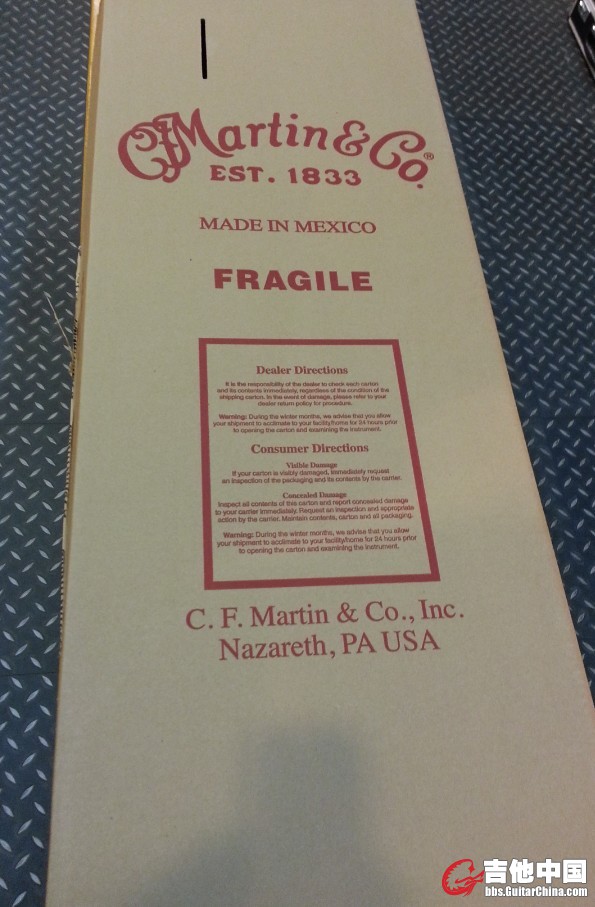 CFMartin & Co.®
EST. 1833
MADE IN MEXICO
FRAGILE
Dealer Directions
It is the responsibility of the dealer to check each carton
and its contents immediately, regardless of the condition of the
shipping carton. In the event of damage, please refer to your
dealer return policy for procedure.
Warning: During the winter months, we advise that you allow
your shipment to acclimate to your facility/home for 24 hours prior
to opening the carton and examining the instrument.
Consumer Directions
Visible Damage
If your carton is visibly damaged, immediately request
an inspection of the packaging and its contents by the carrier.
Concealed Damage
Inspect all contents of this carton and report concealed damage
to your carrier immediately. Request an inspection and appropriate
action by the carrier. Maintain contents, carton and all packaging.
Warning: During the winter months, we advise that you allow
your shipment to acclimate to your facility/home for 24 hours prior
to opening the carton and examining the instrument.
C. F. Martin & Co., Inc.
Nazareth, PA USA
吉他中国
bbs.GuitarChina.com